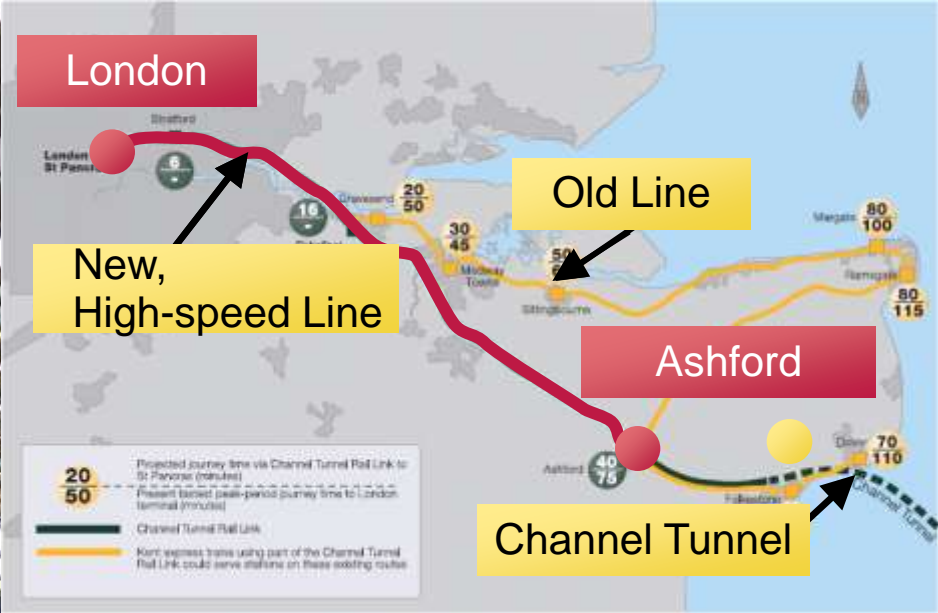 London
Stratford
London
St Pancras
6
-
16
-
Gravesend
20
50
30
45
Medway
Towns
Old Line
50
Sittingbourne
Margate
80
100
Ramsgate
80
115
New,
High-speed Line
Ashford
Ashford
40
75
Dover
70
110
Folkestone
Channel Tunnel
Channel Tunnel
20
50
Projected journey time via Channel Tunnel Rail Link to
St Pancras (minutes)
Present fastest peak-period journey time to London
terminal (minutes)
Channel Tunnel Rail Link
Kent express trains using part of the Channel Tunnel
Rail Link could serve stations on these existing routes